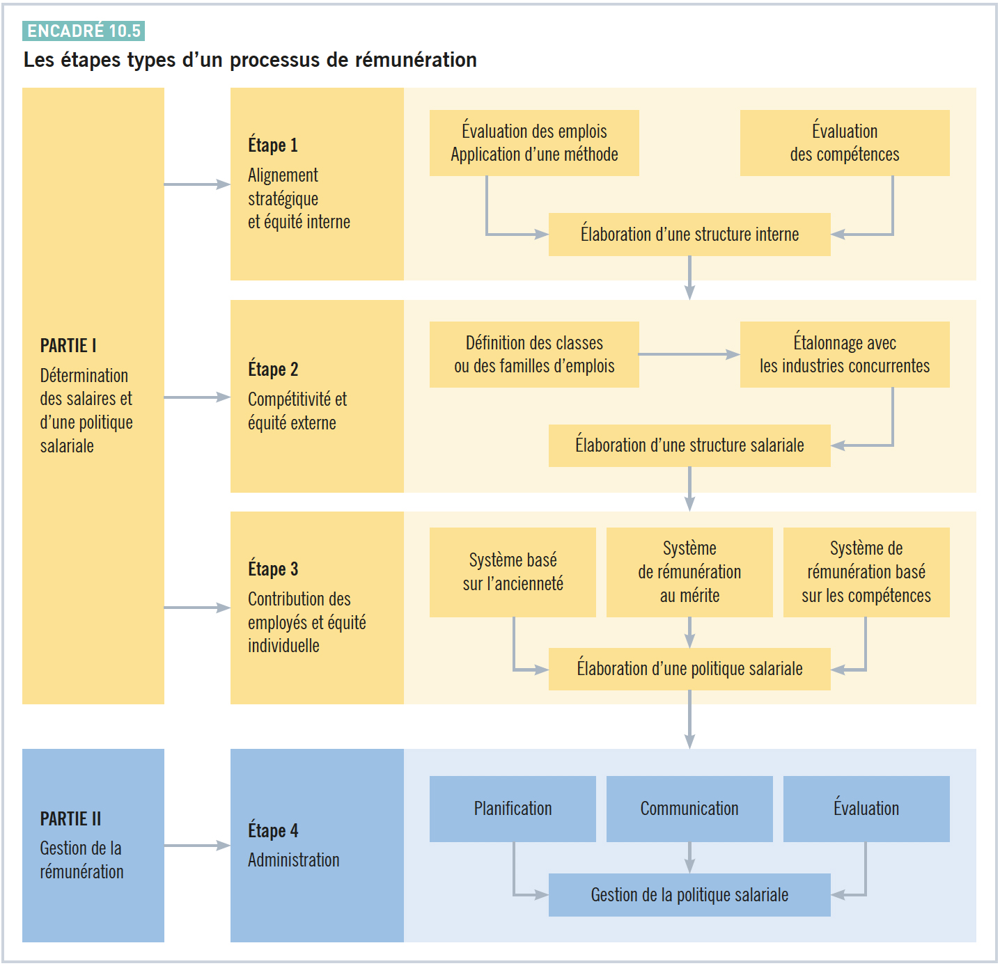 ENCADRÉ 10.5
Les étapes types d’un processus de rémunération
PARTIE I
Détermination
des salaires et
d’une politique
salariale
Étape 1
Alignement
stratégique
et équité interne
Évaluation des emplois
Application d’une méthode
Évaluation
des compétences
Élaboration d’une structure interne
Étape 2
Compétitivité et
équité externe
Définition des classes
ou des familles d’emplois
Étalonnage avec
les industries concurrentes
Élaboration d’une structure salariale
Étape 3
Contribution des
employés et équité
individuelle
Système basé
sur l’ancienneté
Système
de rémunération
au mérite
Système de
rémunération basé
sur les compétences
Élaboration d’une politique salariale
PARTIE II
Gestion de la
rémunération
Étape 4
Administration
Planification
Communication
Évaluation
Gestion de la politique salariale